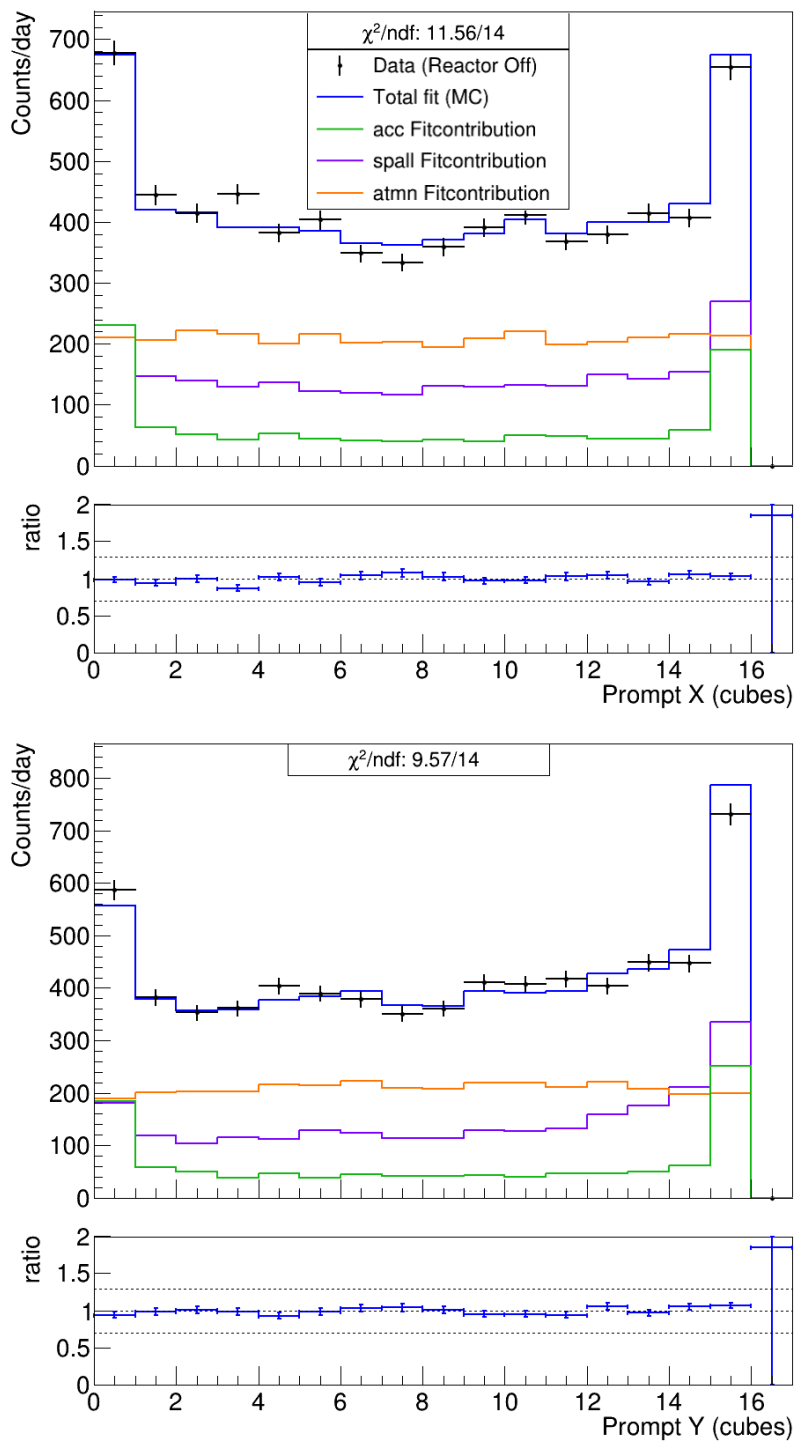 χ²/ndf: 11.56/14
Data (Reactor Off)
Total fit (MC)
acc Fitcontribution
spall Fitcontribution
atmn Fitcontribution
Counts/day
700
600
500
400
300
200
100
0
ratio
2
1.5
1
0.5
0
0 2 4 6 8 10 12 14 16
Prompt X (cubes)
χ²/ndf: 9.57/14
Counts/day
800
700
600
500
400
300
200
100
0
ratio
2
1.5
1
0.5
0
0 2 4 6 8 10 12 14 16
Prompt Y (cubes)